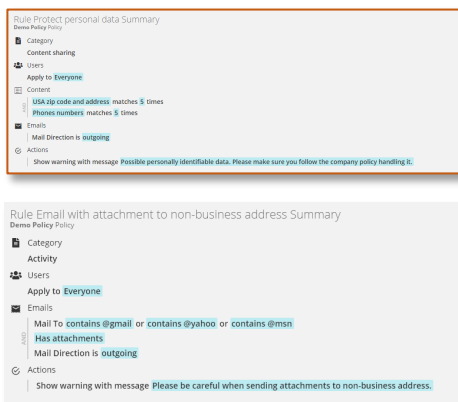 Rule Protect personal data Summary
Demo Policy Policy
Category
Content sharing
Users
Apply to Everyone
Content
USA zip code and address matches 5 times
AND
Phones numbers matches 5 times
Emails
Mail Direction is outgoing
Actions
Show warning with message Possible personally identifiable data. Please make sure you follow the company policy handling it.
Rule Email with attachment to non-business address Summary
Demo Policy Policy
Category
Activity
Users
Apply to Everyone
Emails
Mail To contains @gmail or contains @yahoo or contains @msn
AND
Has attachments
Mail Direction is outgoing
Actions
Show warning with message Please be careful when sending attachments to non-business address.